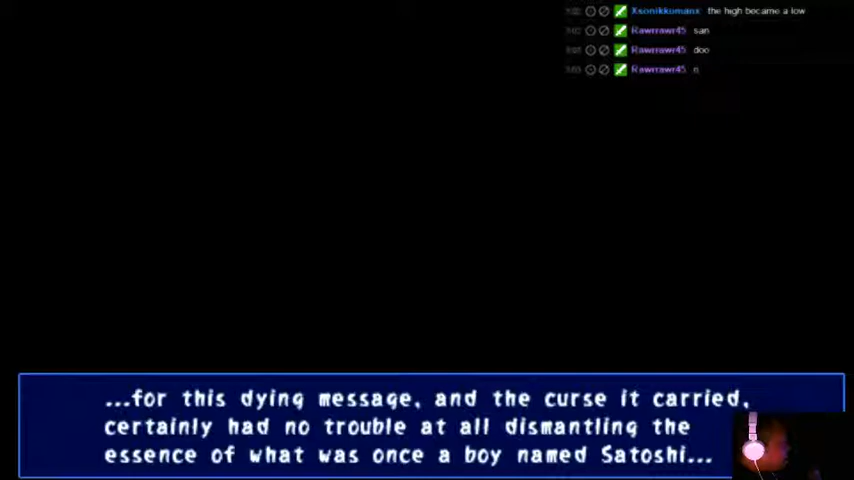 Xsonikkumanx the high became a low
Rawrrawr45 san
Rawrrawr45 doo
Rawrrawr45 n
...for this dying message, and the curse it carried,
certainly had no trouble at all dismantling the
essence of what was once a boy named Satoshi...